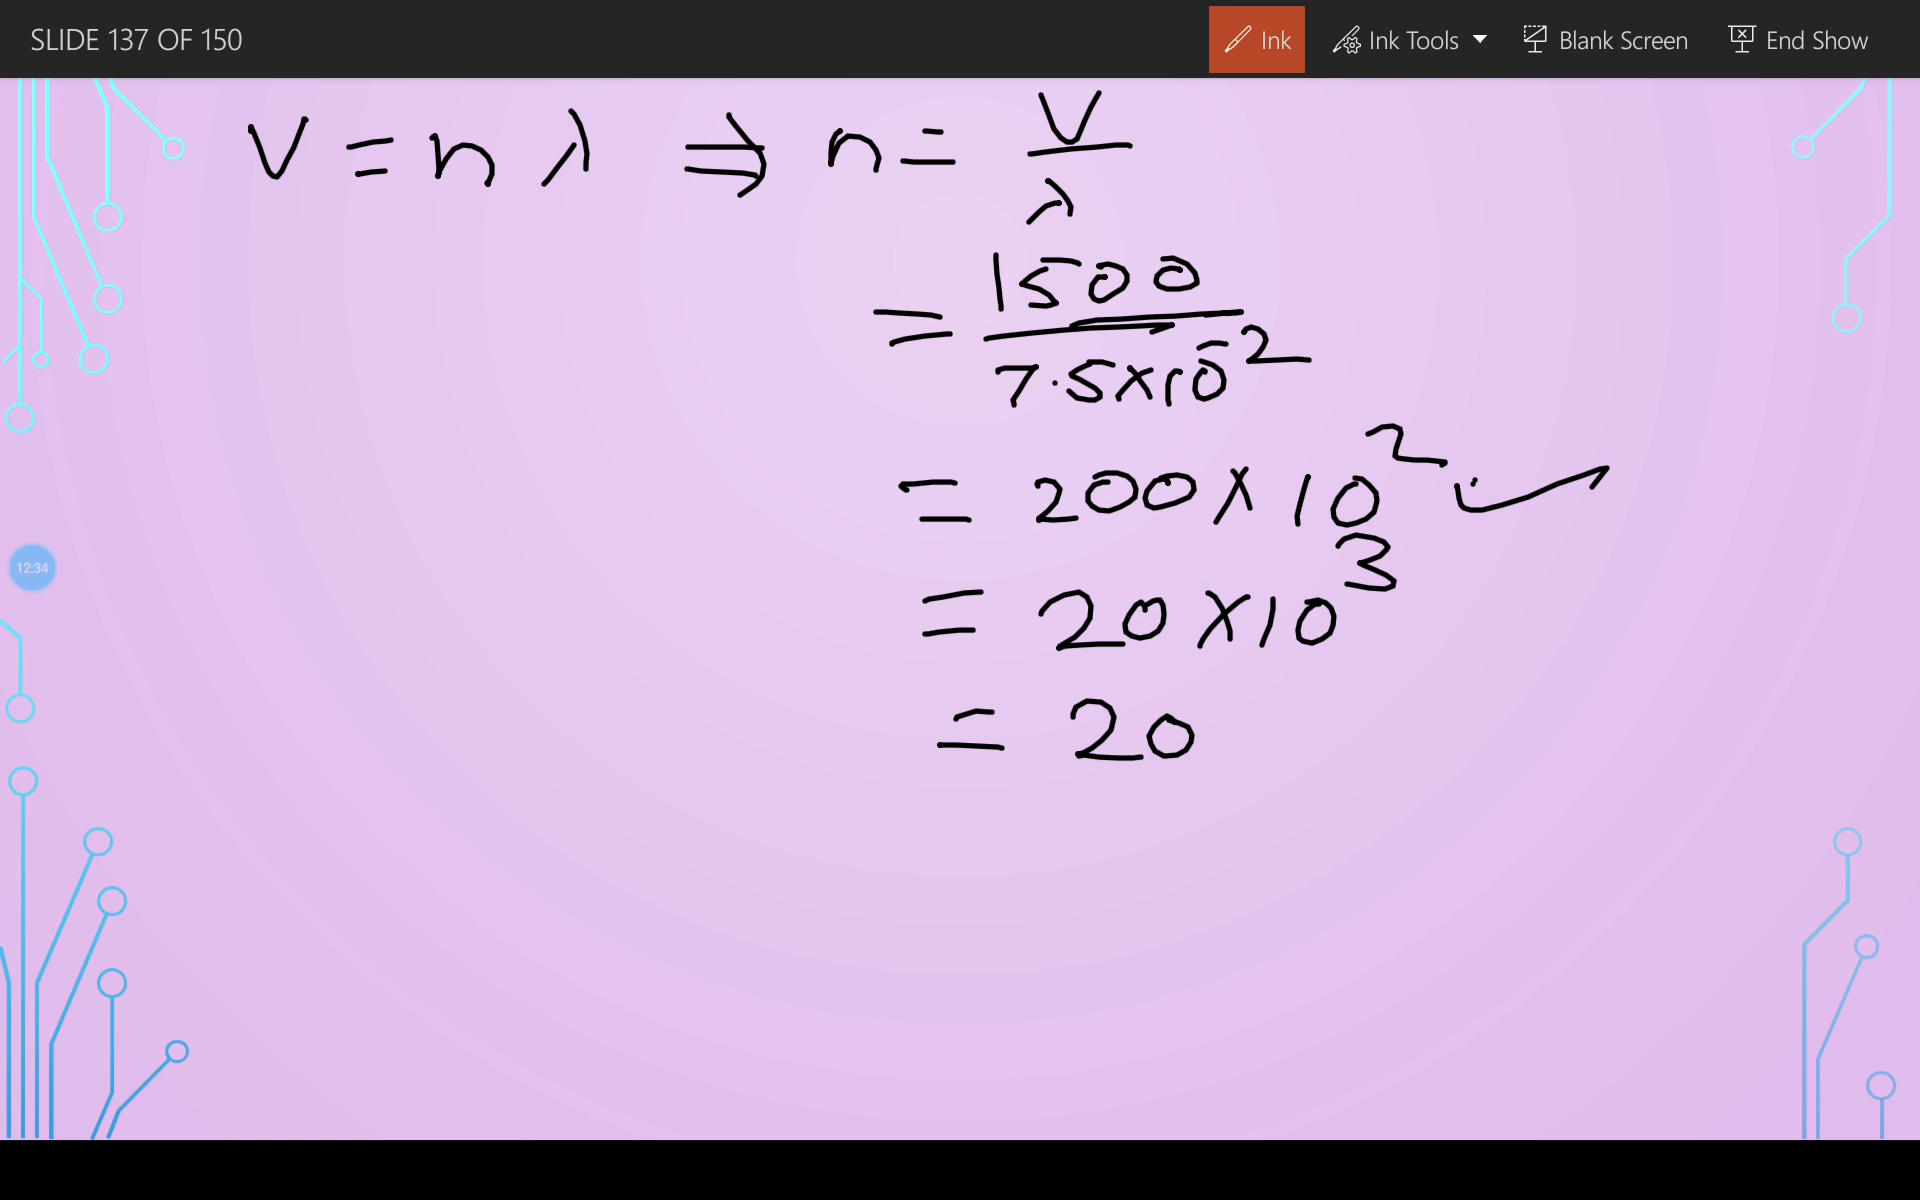 SLIDE 137 OF 150
Ink
Ink Tools
Blank Screen
End Show
V = n λ ⇒ n = V/λ
= 1500/7.5×10⁻²
= 200 × 10²
= 20 × 10³
= 20
12:34